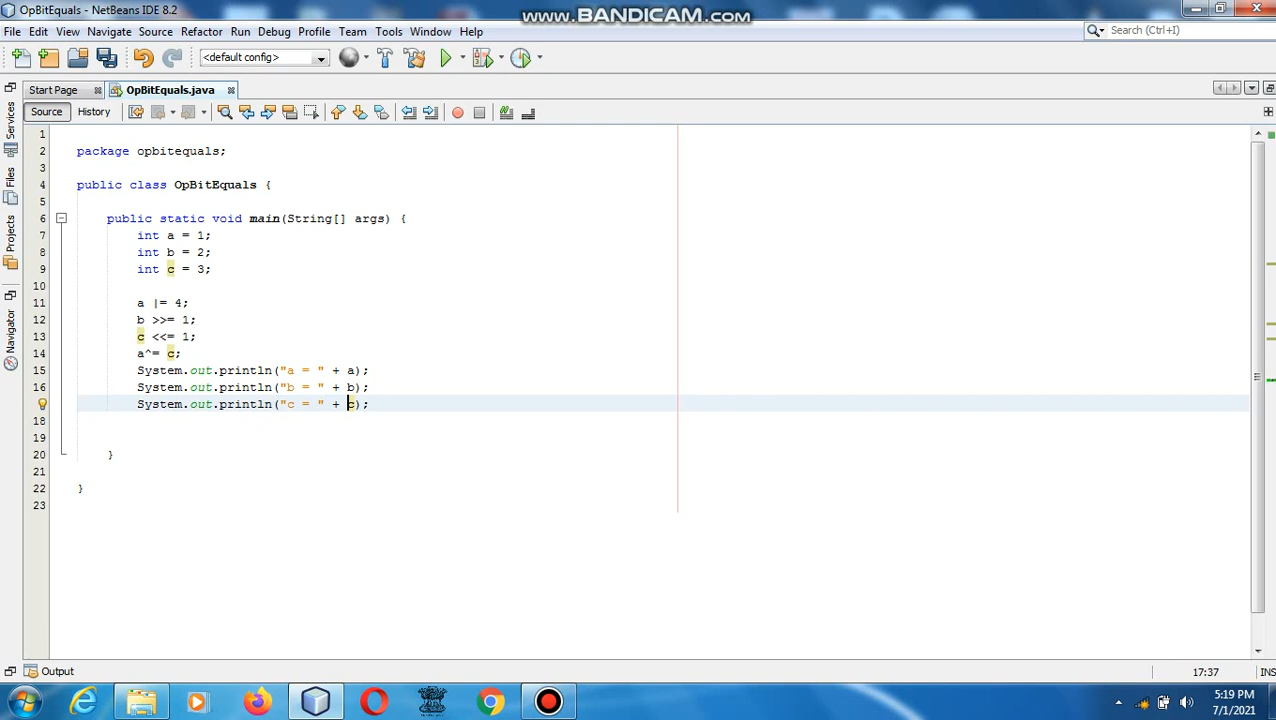 OpBitEquals - NetBeans IDE 8.2
www.BANDICAM.com
File Edit View Navigate Source Refactor Run Debug Profile Team Tools Window Help
Search (Ctrl+I)
<default config>
Start Page
OpBitEquals.java
Source
History
Services
Files
Projects
Navigator
1
2 package opbitequals;
3
4 public class OpBitEquals {
5
6 public static void main(String[] args) {
7 int a = 1;
8 int b = 2;
9 int c = 3;
10
11 a |= 4;
12 b >>= 1;
13 c <<= 1;
14 a^= c;
15 System.out.println("a = " + a);
16 System.out.println("b = " + b);
System.out.println("c = " + c);
18
19
20 }
21
22 }
23
Output
17:37
INS
5:19 PM
7/1/2021